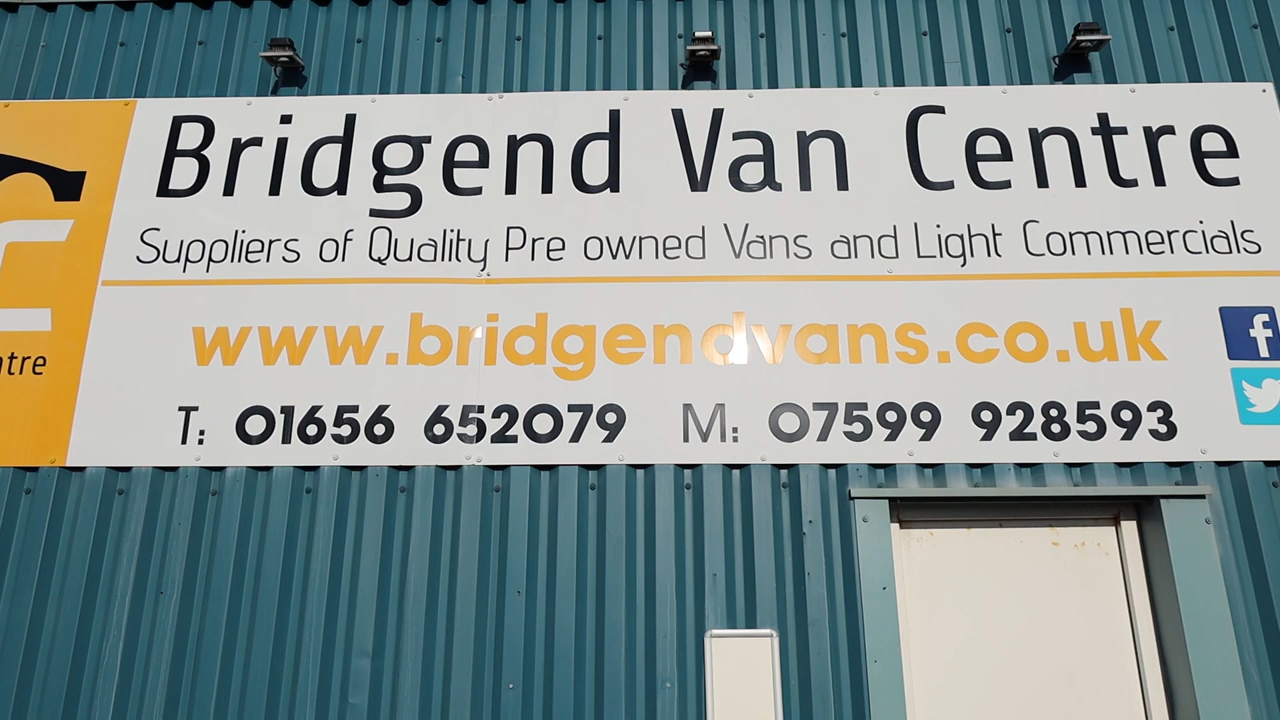 Bridgend Van Centre
Suppliers of Quality Pre owned Vans and Light Commercials
www.bridgendvans.co.uk
T: 01656 652079 M: 07599 928593